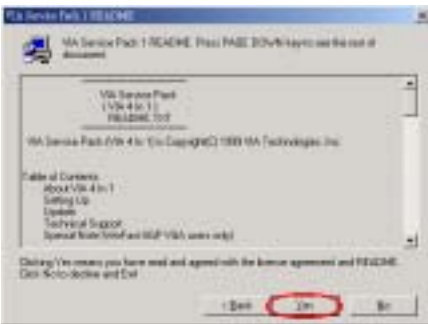 VIA Service Pack 1 README
VIA Service Pack 1 README. Press PAGE DOWN key to see the rest of
document.
VIA Service Pack
( VIA 4 in 1 )
README.TXT
VIA Service Pack (VIA 4 In 1) is Copyright(C) 1999 VIA Technologies, Inc.
Table of Contents
About VIA 4 in 1
Setting Up
Update
Technical Support
Special Note (WinFast VGA users only)
Clicking Yes means you have read and agreed with the license agreement and README.
Click No to decline and Exit
< Back
Yes
No